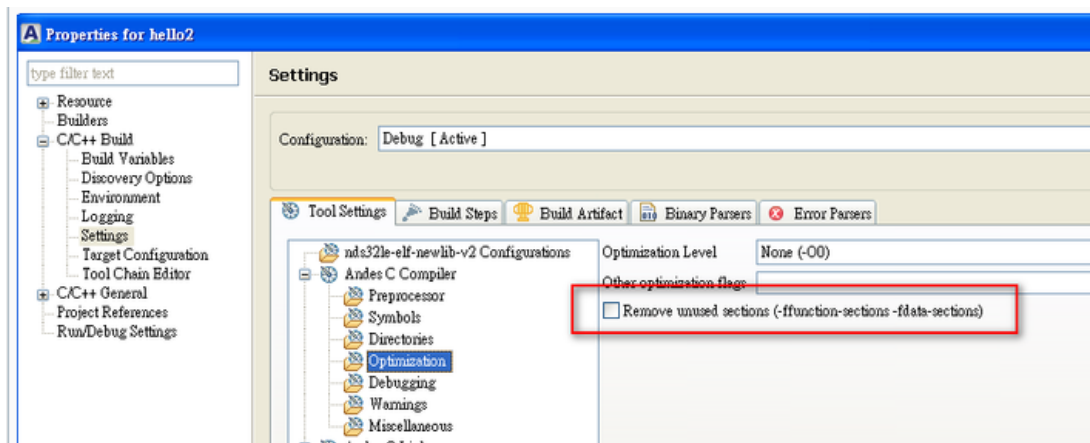 Properties for hello2
type filter text
Resource
Builders
C/C++ Build
Build Variables
Discovery Options
Environment
Logging
Settings
Target Configuration
Tool Chain Editor
C/C++ General
Project References
Run/Debug Settings
Settings
Configuration: Debug [ Active ]
Tool Settings Build Steps Build Artifact Binary Parsers Error Parsers
nds32le-elf-newlib-v2 Configurations
Andes C Compiler
Preprocessor
Symbols
Directories
Optimization
Debugging
Warnings
Miscellaneous
Optimization Level None (-O0)
Other optimization flags
Remove unused sections (-ffunction-sections -fdata-sections)